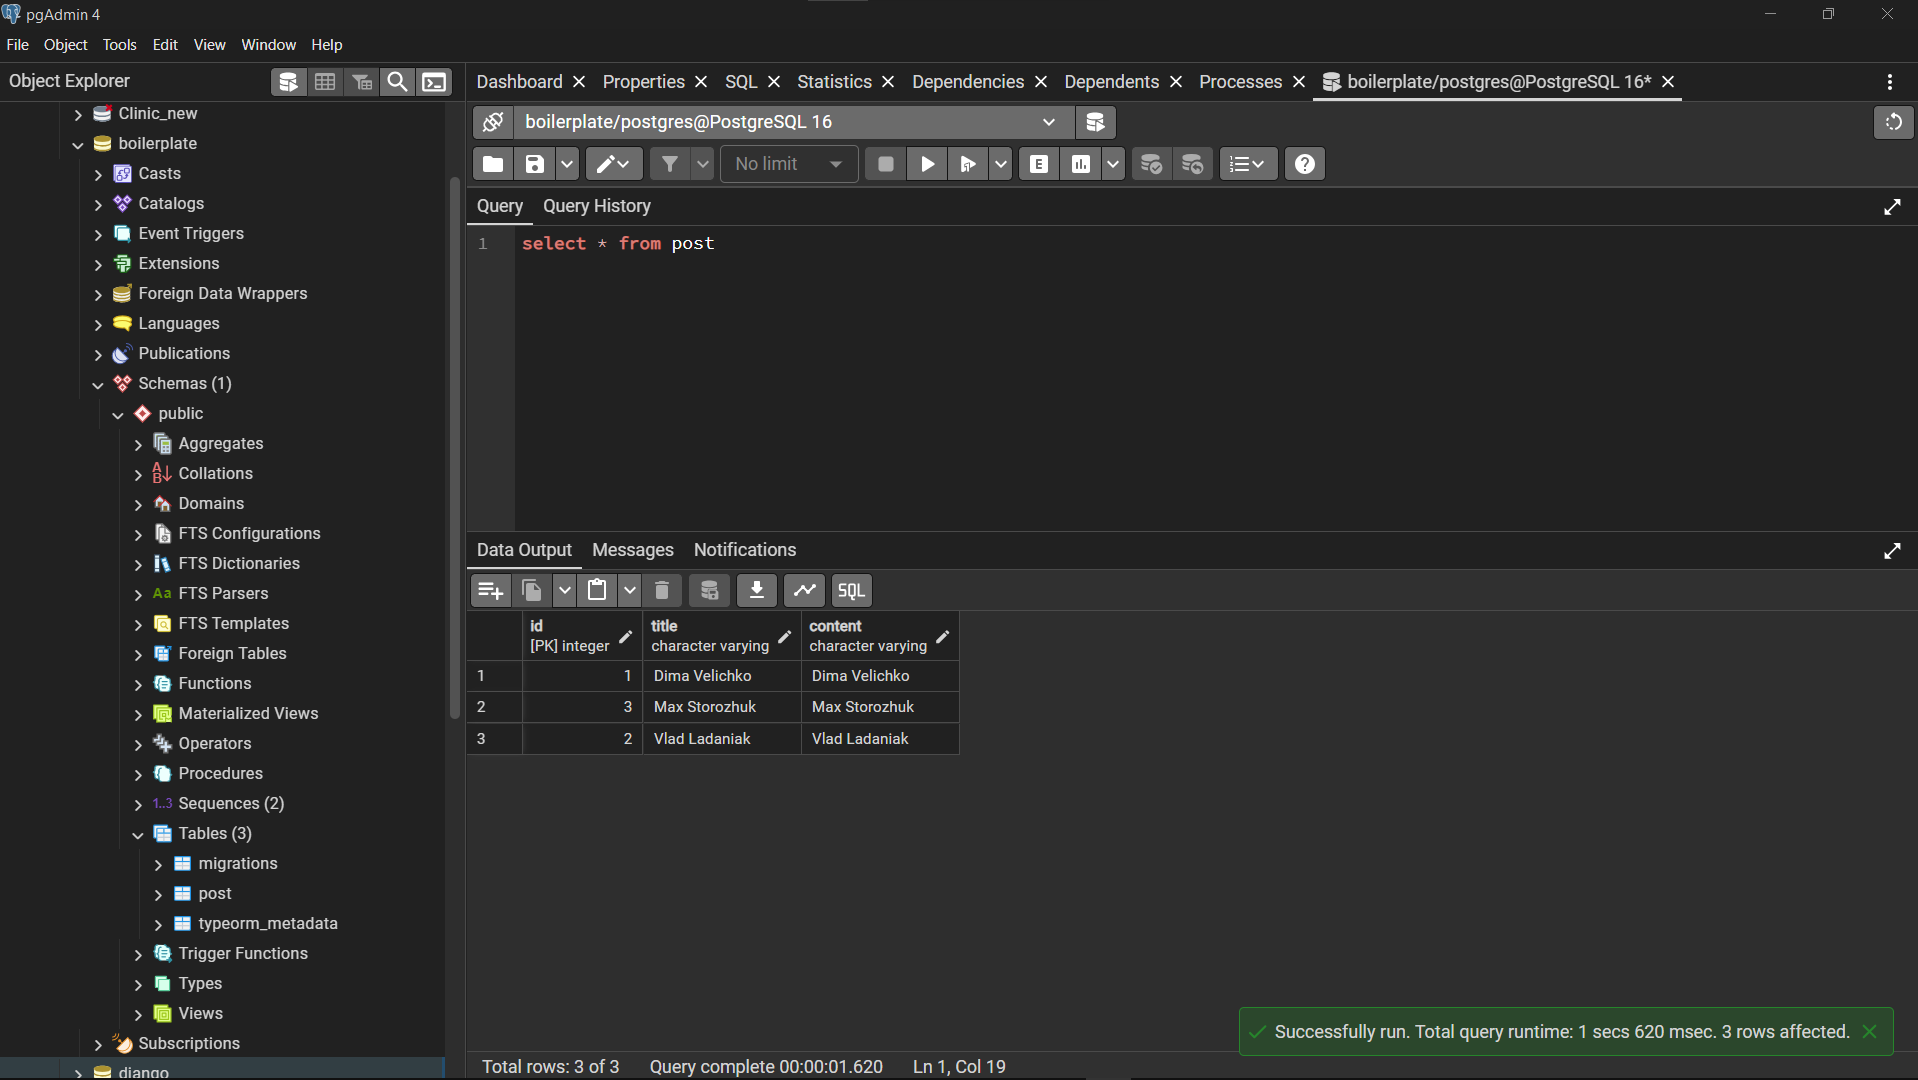 pgAdmin 4
File Object Tools Edit View Window Help
Object Explorer
Dashboard Properties SQL Statistics Dependencies Dependents Processes boilerplate/postgres@PostgreSQL 16*
Clinic_new
boilerplate
Casts
Catalogs
Event Triggers
Extensions
Foreign Data Wrappers
Languages
Publications
Schemas (1)
public
Aggregates
Collations
Domains
FTS Configurations
FTS Dictionaries
Aa FTS Parsers
FTS Templates
Foreign Tables
Functions
Materialized Views
Operators
Procedures
1..3 Sequences (2)
Tables (3)
migrations
post
typeorm_metadata
Trigger Functions
Types
Views
Subscriptions
django
boilerplate/postgres@PostgreSQL 16
No limit E
Query Query History
1 select * from post
Data Output Messages Notifications
SQL
id title content
[PK] integer character varying character varying
1 1 Dima Velichko Dima Velichko
2 3 Max Storozhuk Max Storozhuk
3 2 Vlad Ladaniak Vlad Ladaniak
Successfully run. Total query runtime: 1 secs 620 msec. 3 rows affected.
Total rows: 3 of 3 Query complete 00:00:01.620 Ln 1, Col 19